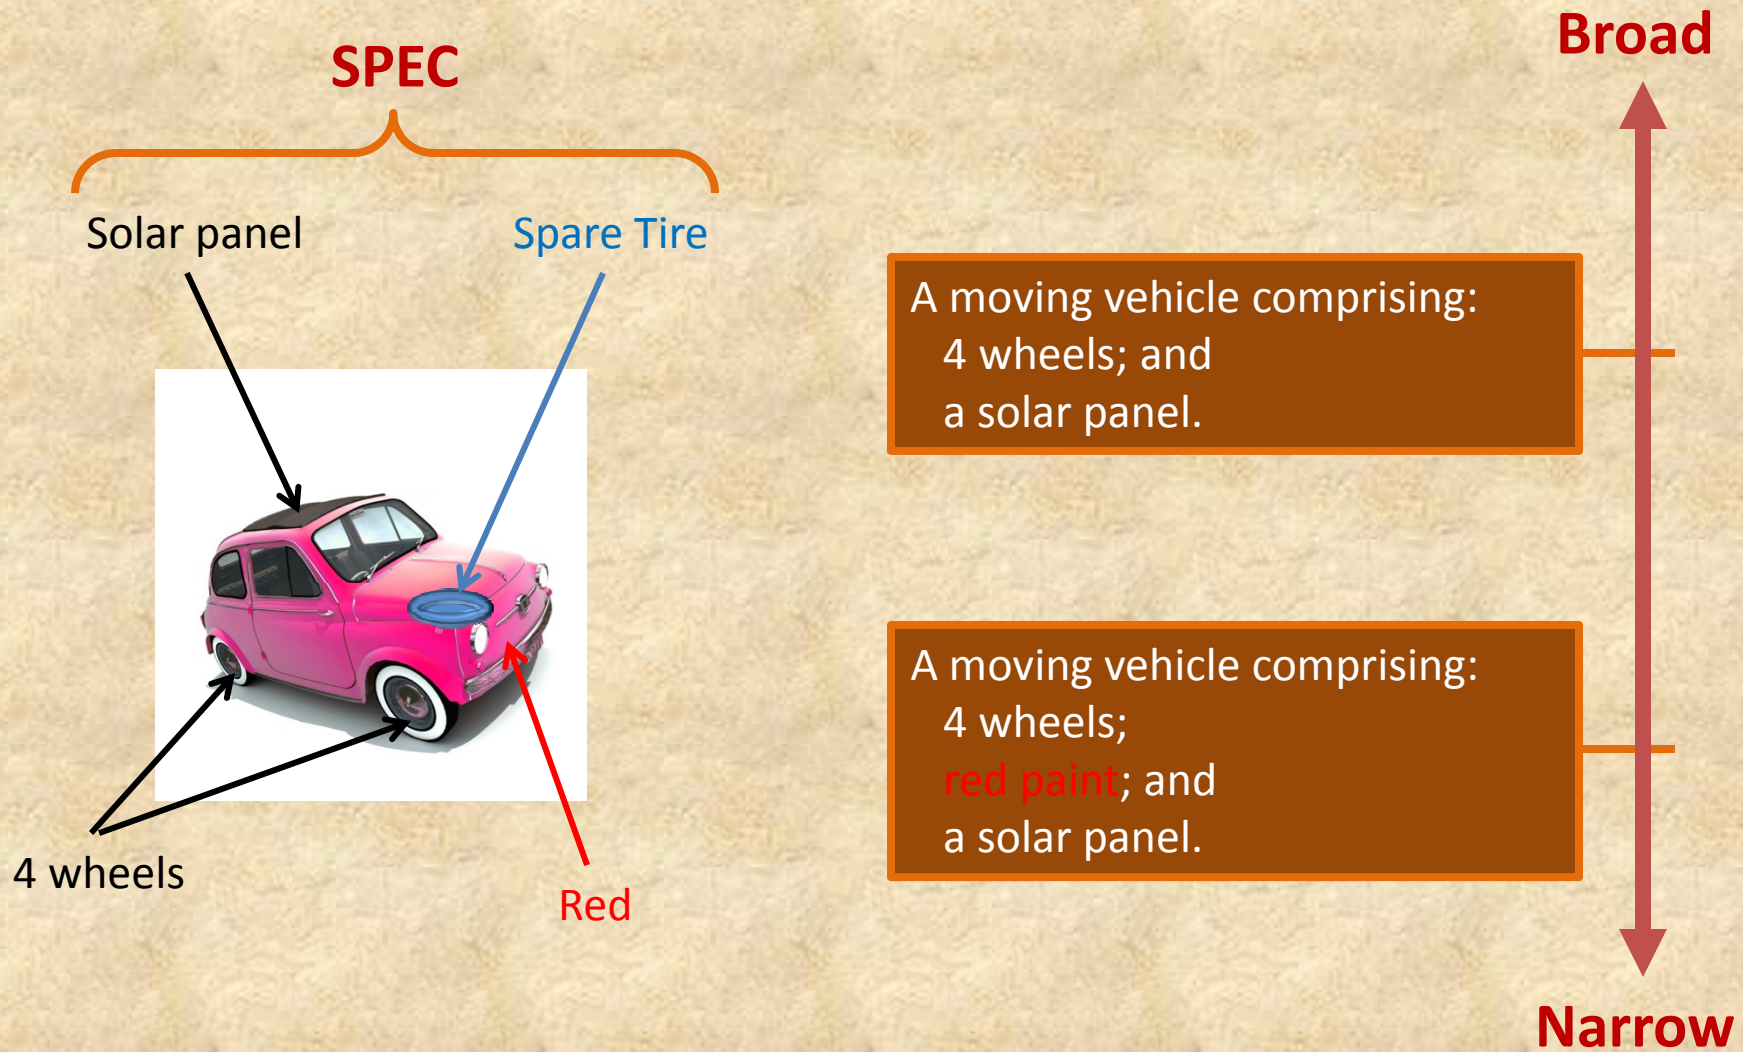 SPEC
Solar panel
Spare Tire
4 wheels
Red
A moving vehicle comprising:
4 wheels; and
a solar panel.
A moving vehicle comprising:
4 wheels;
red paint; and
a solar panel.
Broad
Narrow